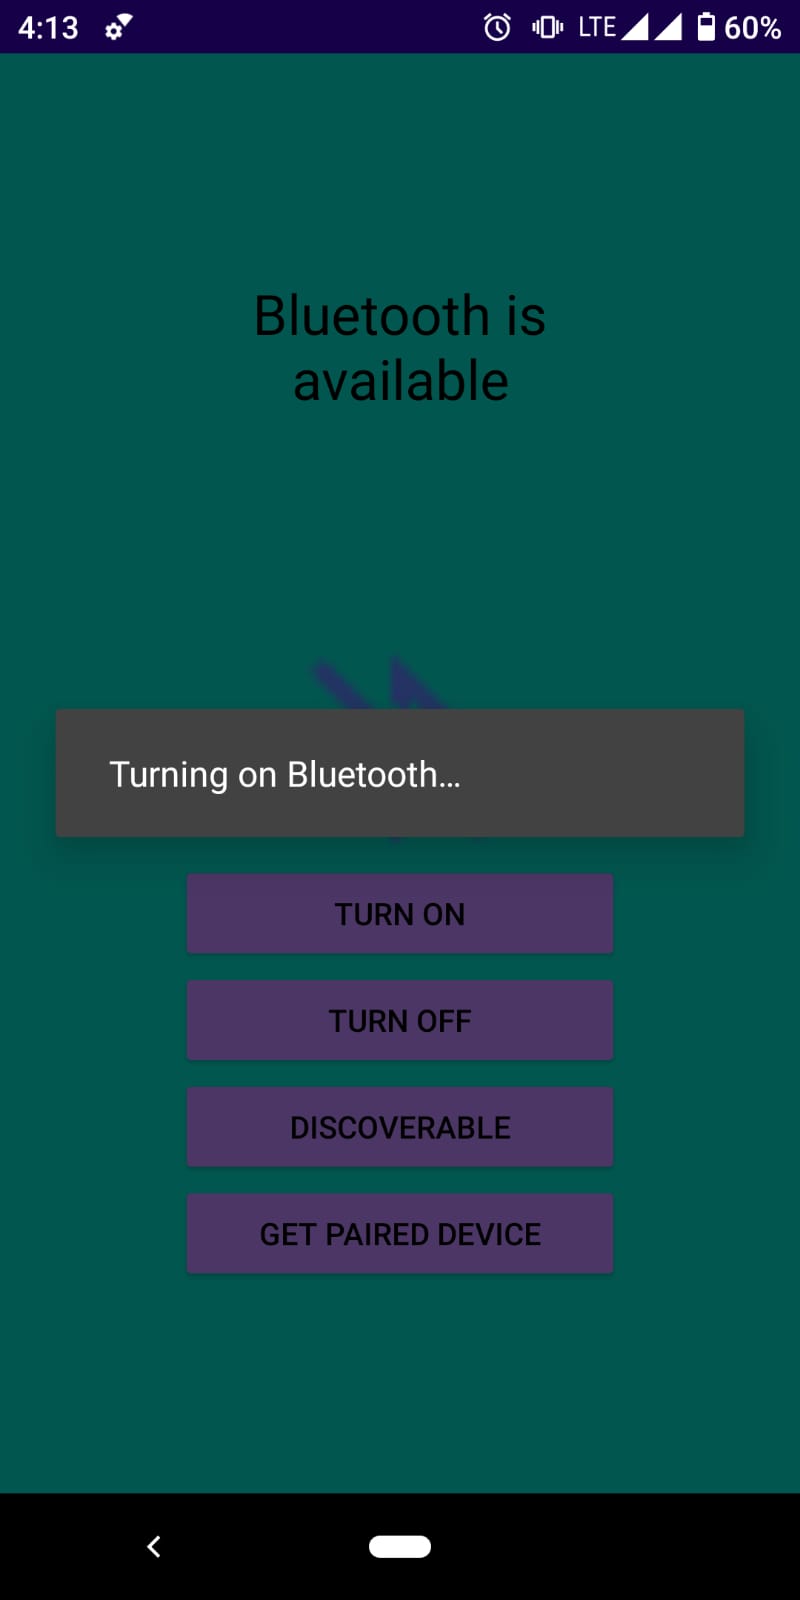 4:13 LTE 60%
Bluetooth is
available
Turning on Bluetooth...
TURN ON
TURN OFF
DISCOVERABLE
GET PAIRED DEVICE